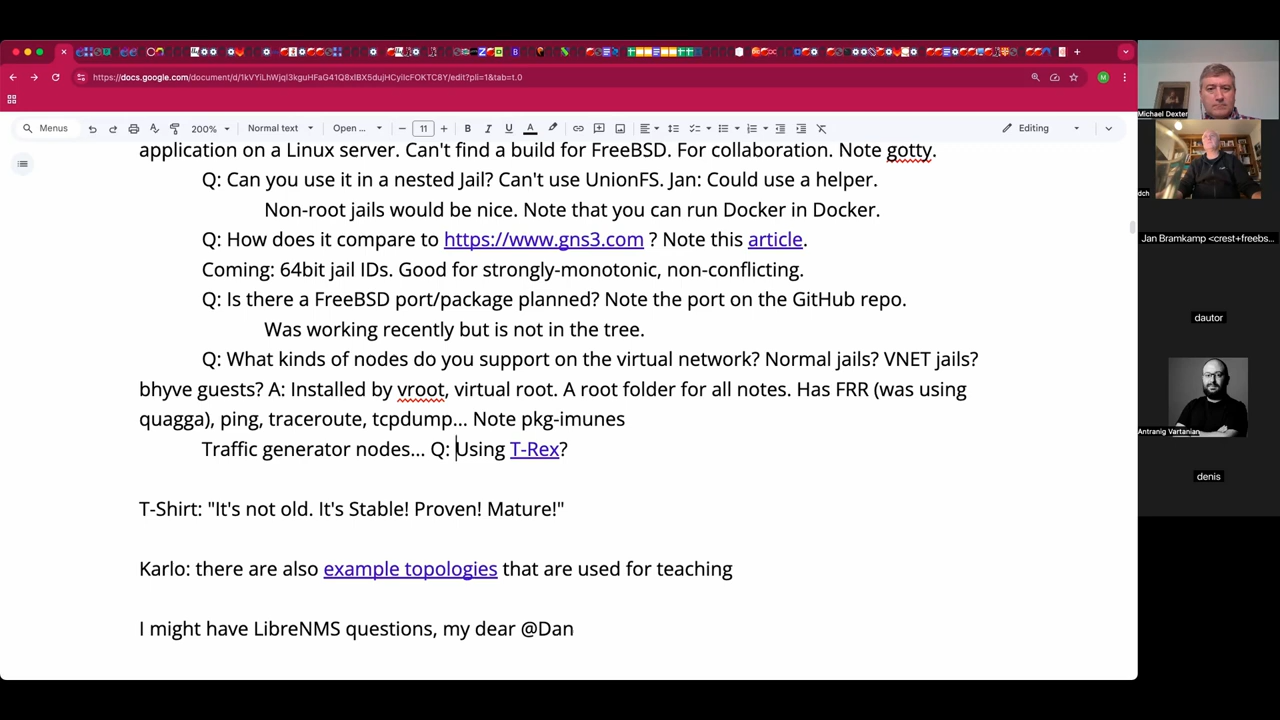 https://docs.google.com/document/d/1kVYiLhWjqI3kguHFaG41Q8xlBX5dujHCyiIcFOKTC8Y/edit?pli=1&tab=t.0
M
Menus
200%
Normal text
Open ...
11
Editing
application on a Linux server. Can't find a build for FreeBSD. For collaboration. Note gotty.
Q: Can you use it in a nested Jail? Can't use UnionFS. Jan: Could use a helper.
Non-root jails would be nice. Note that you can run Docker in Docker.
Q: How does it compare to https://www.gns3.com ? Note this article.
Coming: 64bit jail IDs. Good for strongly-monotonic, non-conflicting.
Q: Is there a FreeBSD port/package planned? Note the port on the GitHub repo.
Was working recently but is not in the tree.
Q: What kinds of nodes do you support on the virtual network? Normal jails? VNET jails?
bhyve guests? A: Installed by vroot, virtual root. A root folder for all notes. Has FRR (was using
quagga), ping, traceroute, tcpdump... Note pkg-imunes
Traffic generator nodes... Q: Using T-Rex?
T-Shirt: "It's not old. It's Stable! Proven! Mature!"
Karlo: there are also example topologies that are used for teaching
I might have LibreNMS questions, my dear @Dan
Michael Dexter
dch
Jan Bramkamp <crest+freebs...
dautor
Antranig Vartanian
denis